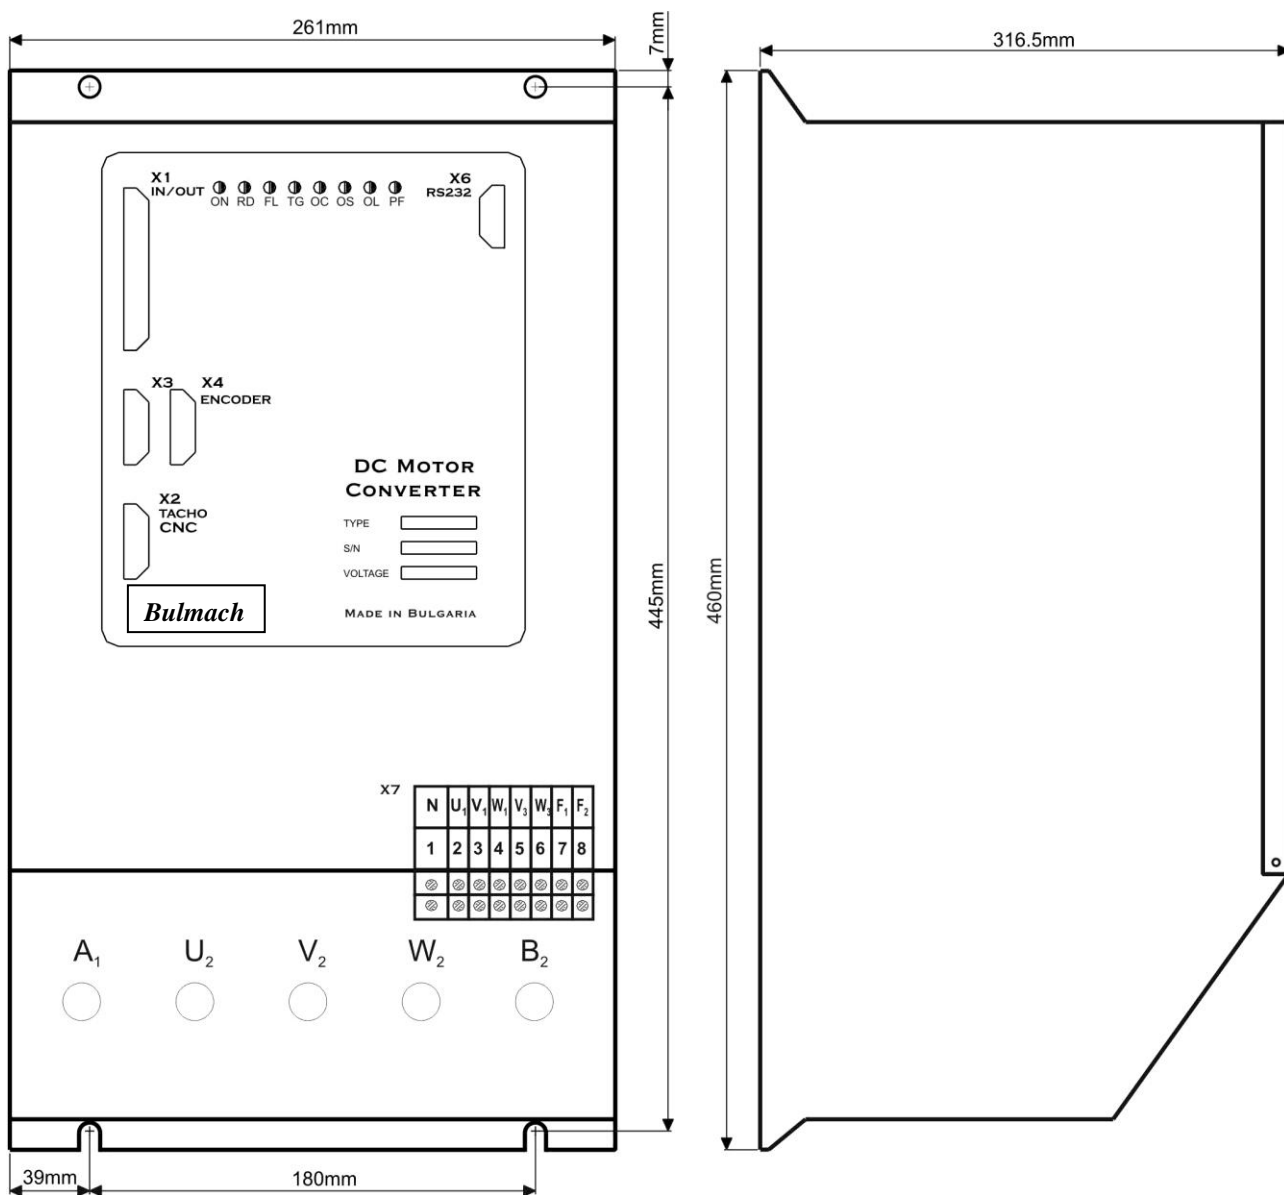 261mm
7mm
316.5mm
X1
IN/OUT
ON RD FL TG OC OS OL PF
X6
RS232
X3 X4
ENCODER
DC MOTOR
CONVERTER
X2
TACHO
CNC
TYPE
S/N
VOLTAGE
Bulmach
MADE IN BULGARIA
445mm
460mm
X7
N U₁ V₁ W₁ V₃ W₃ F₁ F₂
1 2 3 4 5 6 7 8
A₁ U₂ V₂ W₂ B₂
39mm
180mm